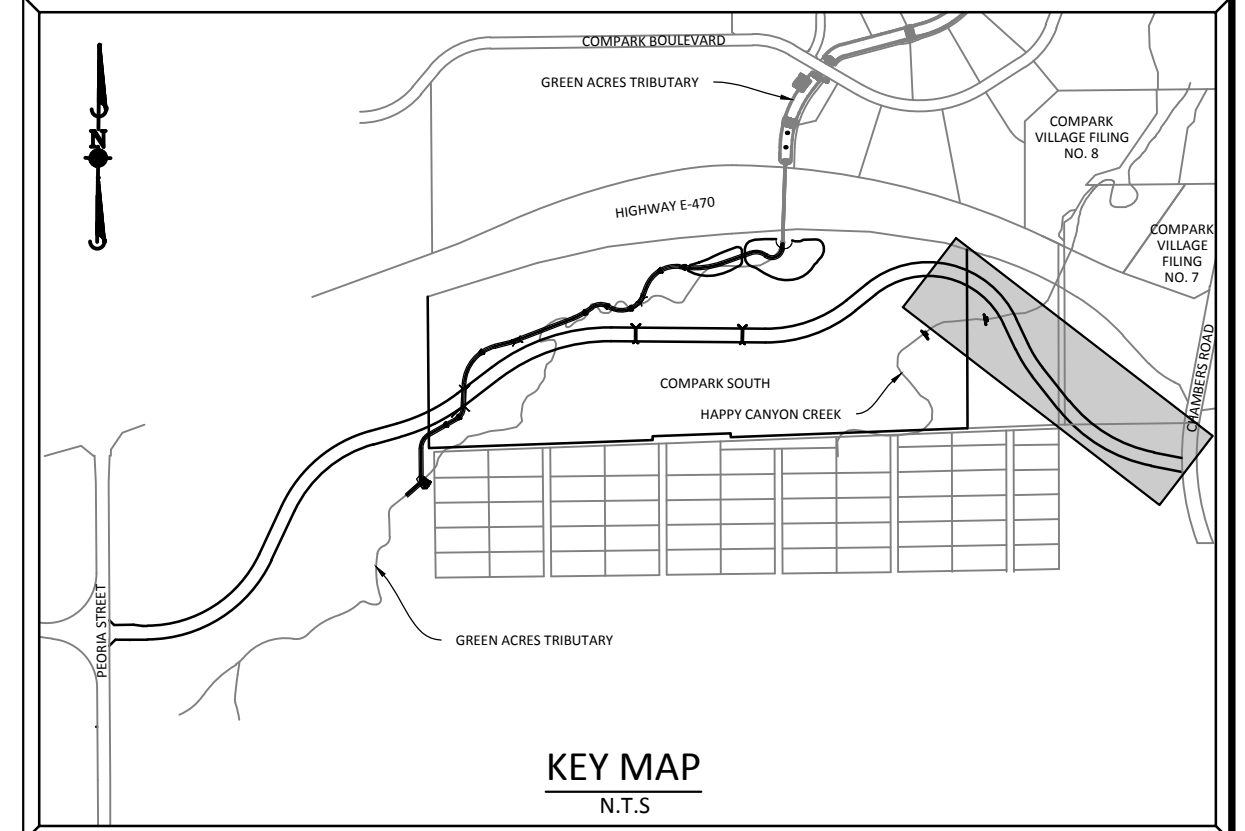 COMPARK BOULEVARD
GREEN ACRES TRIBUTARY
N
COMPARK
VILLAGE FILING
NO. 8
HIGHWAY E-470
COMPARK
VILLAGE
FILING
NO. 7
CHAMBERS ROAD
COMPARK SOUTH
HAPPY CANYON CREEK
PEORIA STREET
GREEN ACRES TRIBUTARY
KEY MAP
N.T.S